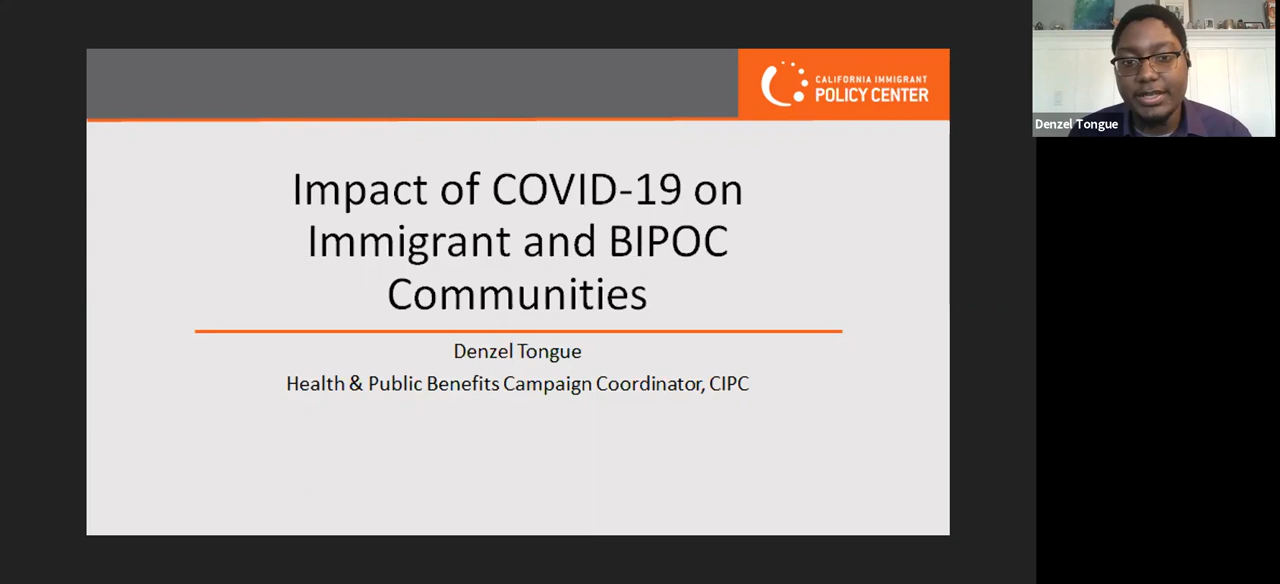 CALIFORNIA IMMIGRANT
POLICY CENTER
Impact of COVID-19 on
Immigrant and BIPOC
Communities
Denzel Tongue
Health & Public Benefits Campaign Coordinator, CIPC
Denzel Tongue